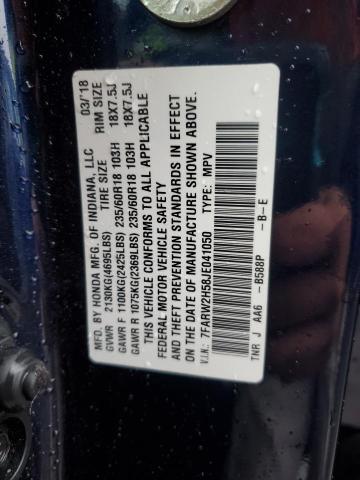 MFD. BY HONDA MFG. OF INDIANA, LLC 03/'18
TIRE SIZE RIM SIZE
GVWR 2130KG(4695LBS)
GAWR F 1100KG(2425LBS) 235/60R18 103H 18X7.5J
GAWR R 1075KG(2369LBS) 235/60R18 103H 18X7.5J
THIS VEHICLE CONFORMS TO ALL APPLICABLE
FEDERAL MOTOR VEHICLE SAFETY
AND THEFT PREVENTION STANDARDS IN EFFECT
ON THE DATE OF MANUFACTURE SHOWN ABOVE.
V.I.N.: 7FARW2H58JE041050 TYPE: MPV
-B-E
TNR J AA6 -B588P